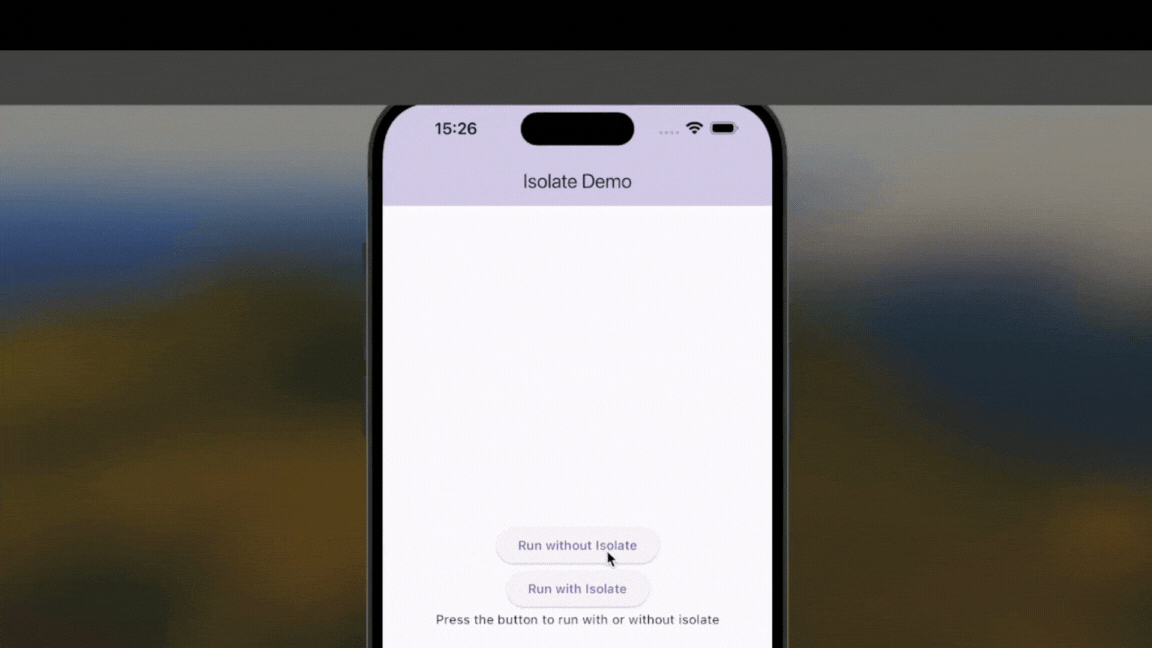 15:26
Isolate Demo
Run without Isolate
Run with Isolate
Press the button to run with or without isolate